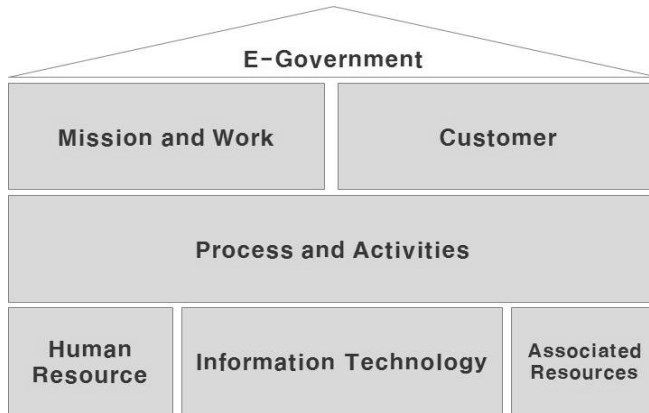 E-Government
Mission and Work
Customer
Process and Activities
Human
Resource
Information Technology
Associated
Resources